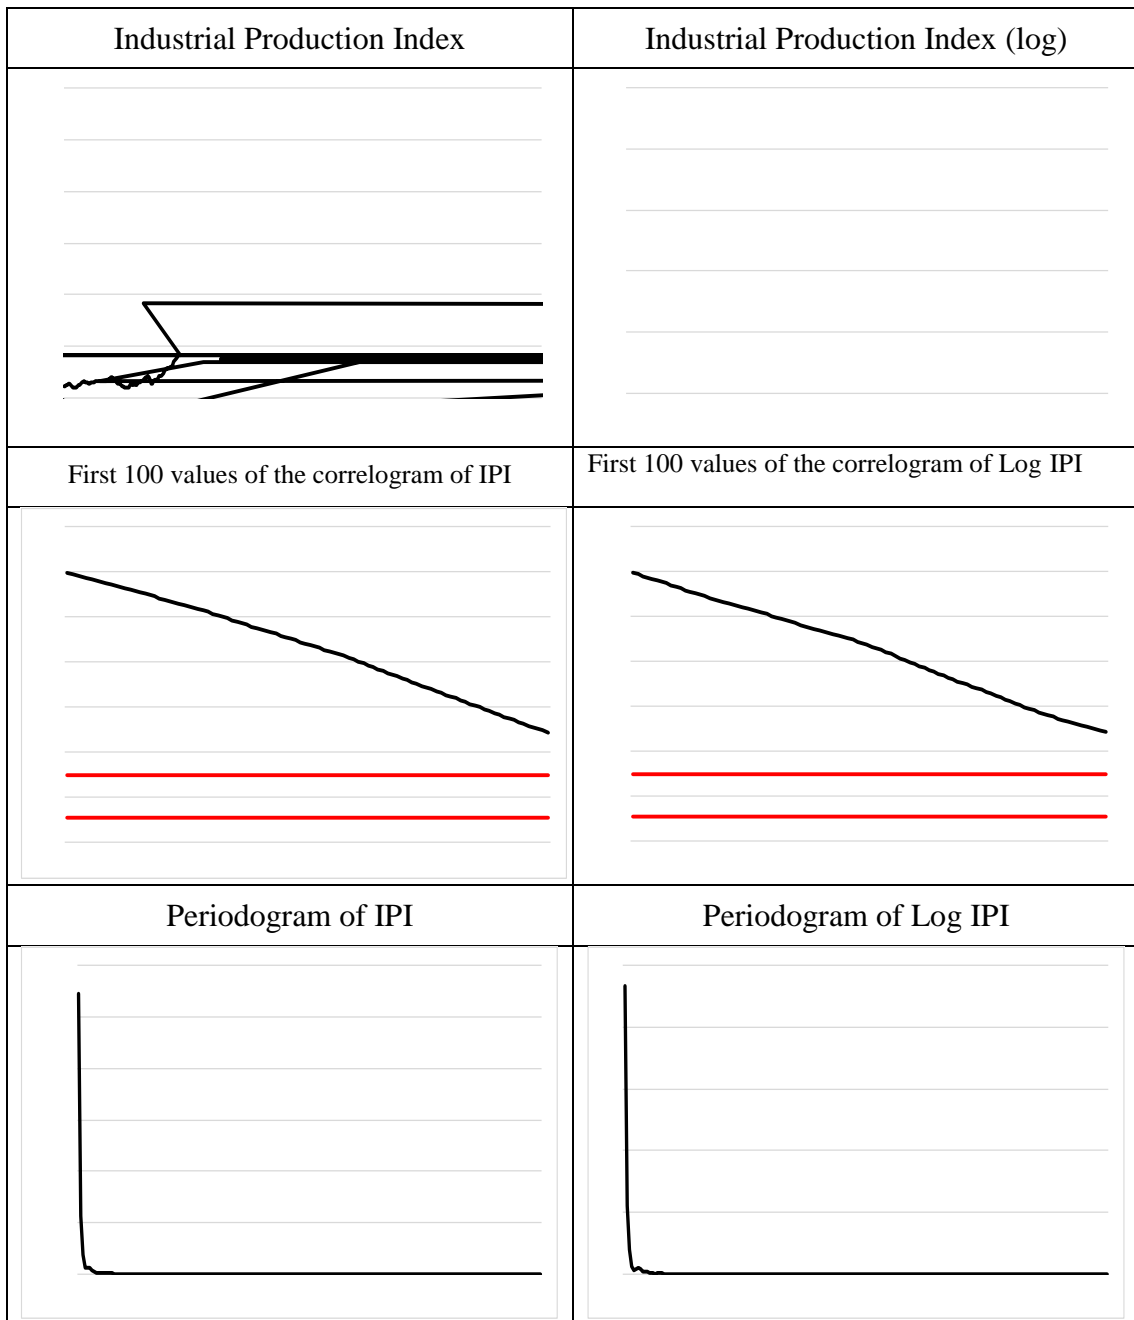 Industrial Production Index
Industrial Production Index (log)
First 100 values of the correlogram of IPI
First 100 values of the correlogram of Log IPI
Periodogram of IPI
Periodogram of Log IPI